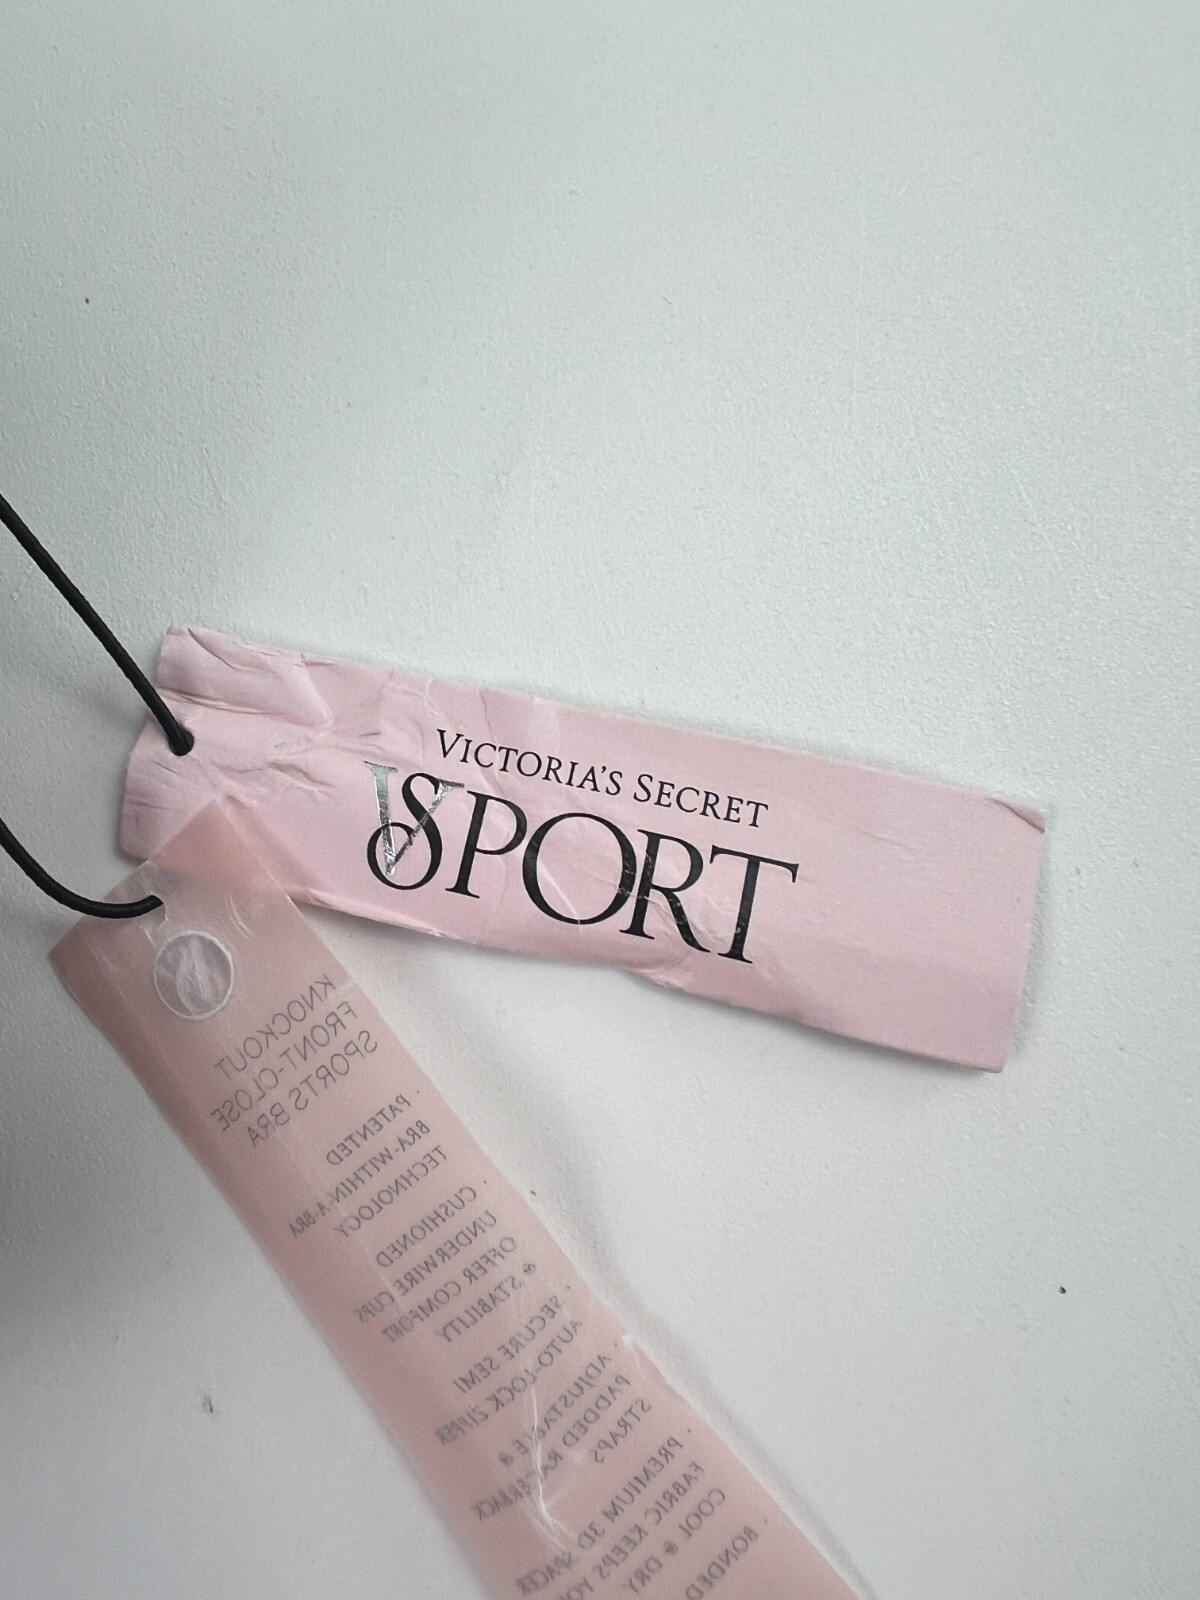 VICTORIA'S SECRET
VSPORT
KNOCKOUT
FRONT-CLOSE
SPORTS BRA
· PATENTED
BRA-WITHIN-A-BRA
TECHNOLOGY
· CUSHIONED
UNDERWIRE CUPS
OFFER COMFORT
& STABILITY
· SECURE SEMI
AUTO-LOCK ZIPPER
· ADJUSTABLE &
PADDED RACERBACK
STRAPS
· PREMIUM 3D SPACER
FABRIC KEEPS YO
COOL & DRY
· BONDED